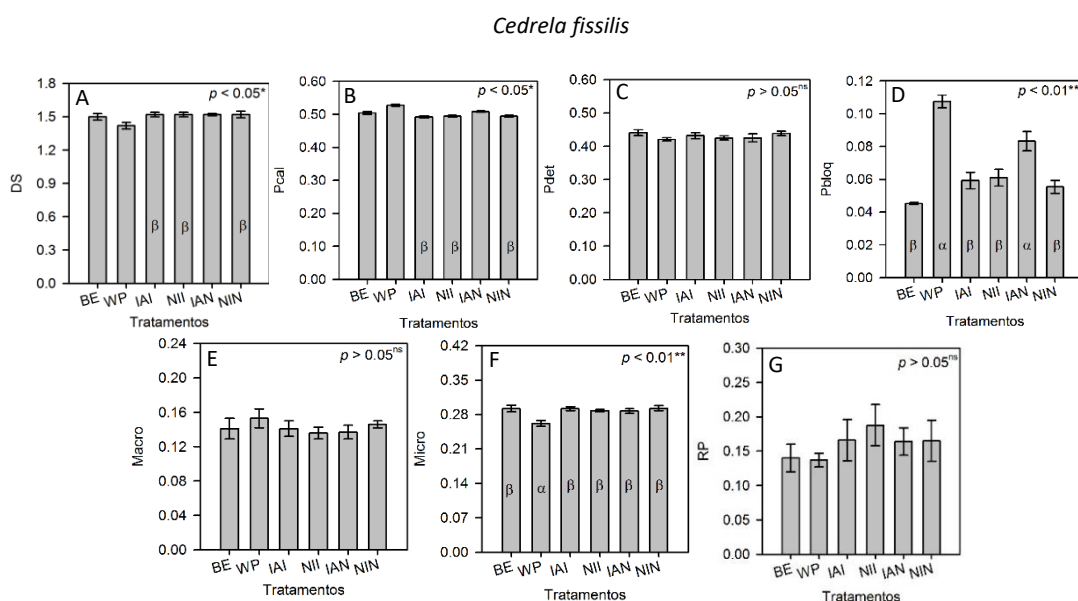 Cedrela fissilis
A
p < 0.05*
DS
1.8
1.5
1.2
0.9
0.6
0.3
0.0
β β β
BE WP IAI NII IAN NIN
Tratamentos
B
p < 0.05*
Pcal
0.60
0.50
0.40
0.30
0.20
0.10
0.00
β β β
BE WP IAI NII IAN NIN
Tratamentos
C
p > 0.05ns
Pdet
0.60
0.40
0.20
0.00
BE WP IAI NII IAN NIN
Tratamentos
D
p < 0.01**
Pbloq
0.12
0.10
0.08
0.06
0.04
0.02
0.00
β α β β α β
BE WP IAI NII IAN NIN
Tratamentos
E
p > 0.05ns
Macro
0.24
0.20
0.16
0.12
0.08
0.04
0.00
BE WP IAI NII IAN NIN
Tratamentos
F
p < 0.01**
Micro
0.42
0.35
0.28
0.21
0.14
0.07
0.00
β α β β β β
BE WP IAI NII IAN NIN
Tratamentos
G
p > 0.05ns
RP
0.30
0.25
0.20
0.15
0.10
0.05
0.00
BE WP IAI NII IAN NIN
Tratamentos